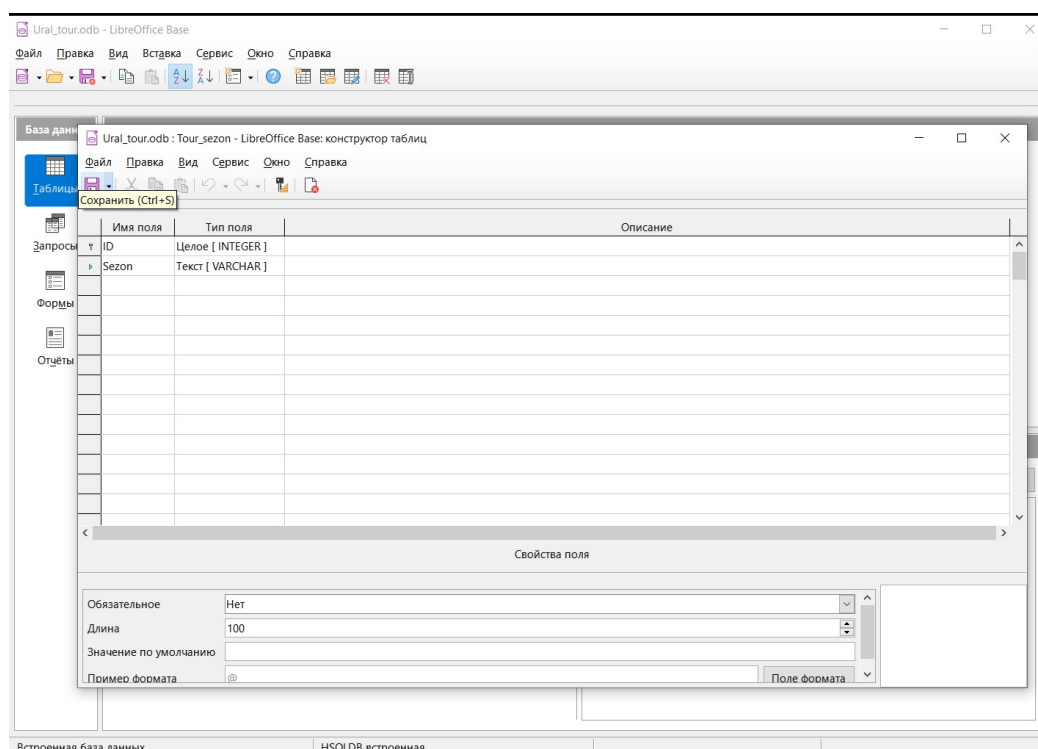 Ural_tour.odb - LibreOffice Base
Файл Правка Вид Вставка Сервис Окно Справка
База данн
Ural_tour.odb : Tour_sezon - LibreOffice Base: конструктор таблиц
Файл Правка Вид Сервис Окно Справка
Таблицы
Сохранить (Ctrl+S)
Имя поля Тип поля Описание
Запросы
ID Целое [ INTEGER ]
Sezon Текст [ VARCHAR ]
Формы
Отчёты
Свойства поля
Обязательное Нет
Длина 100
Значение по умолчанию
Пример формата @ Поле формата
Встроенная база данных HSQLDB встроенная